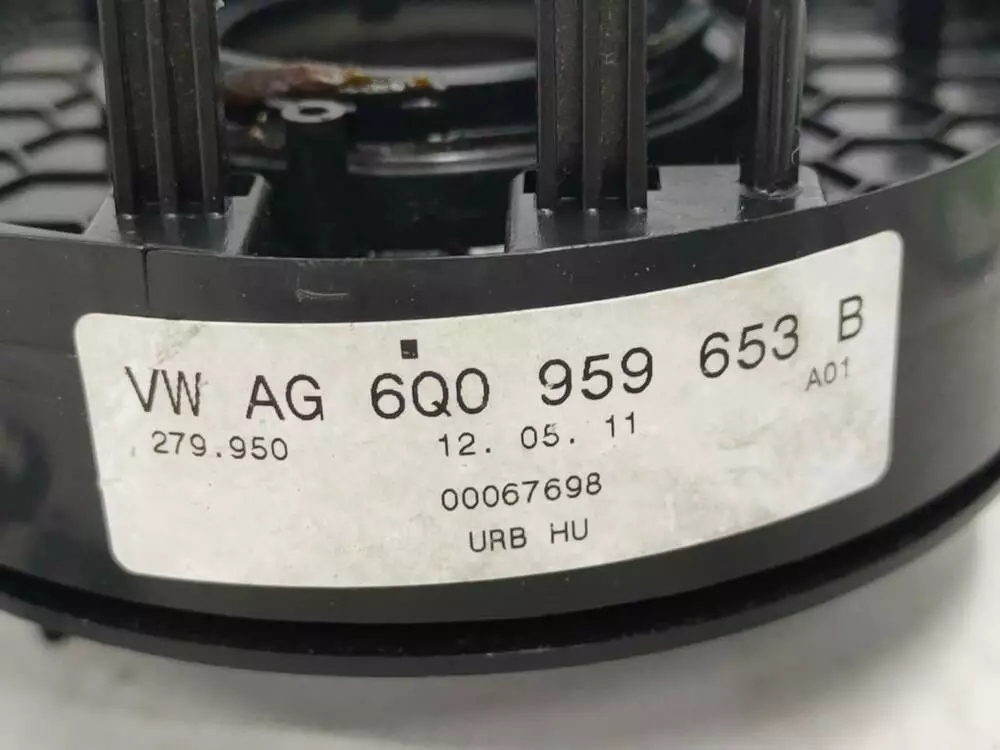 VW AG 6Q0 959 653 B
A01
279.950 12. 05. 11
00067698
URB HU